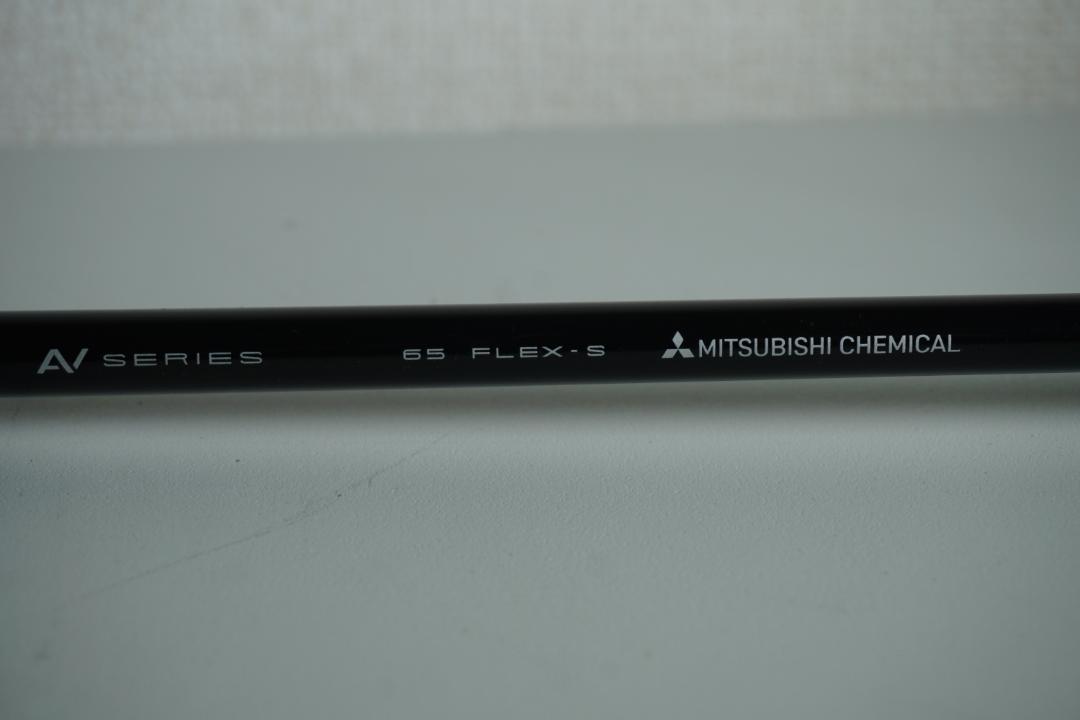 AV SERIES 65 FLEX-S MITSUBISHI CHEMICAL